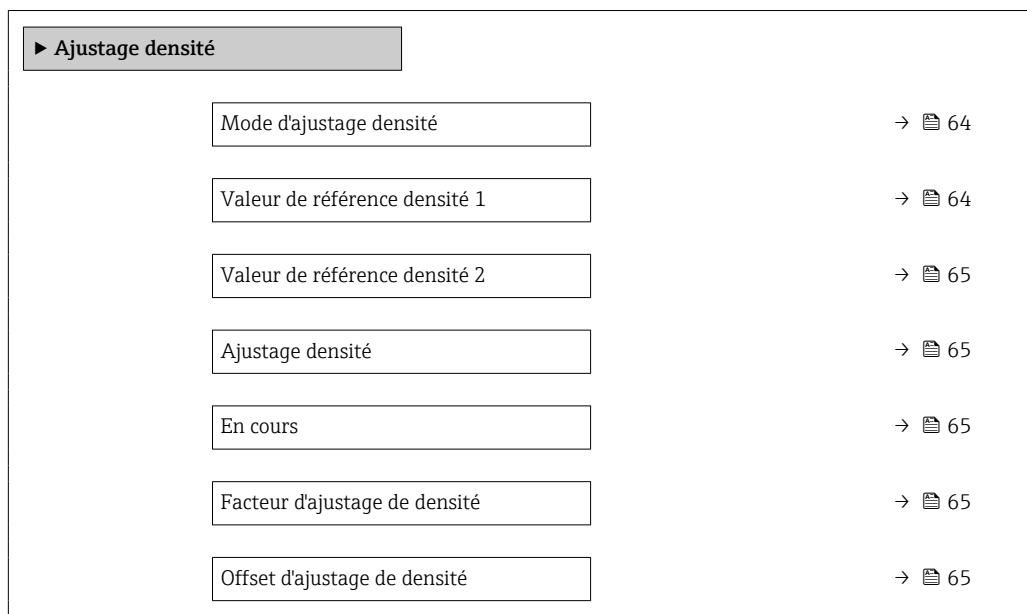 ▶ Ajustage densité
Mode d'ajustage densité → 64
Valeur de référence densité 1 → 64
Valeur de référence densité 2 → 65
Ajustage densité → 65
En cours → 65
Facteur d'ajustage de densité → 65
Offset d'ajustage de densité → 65